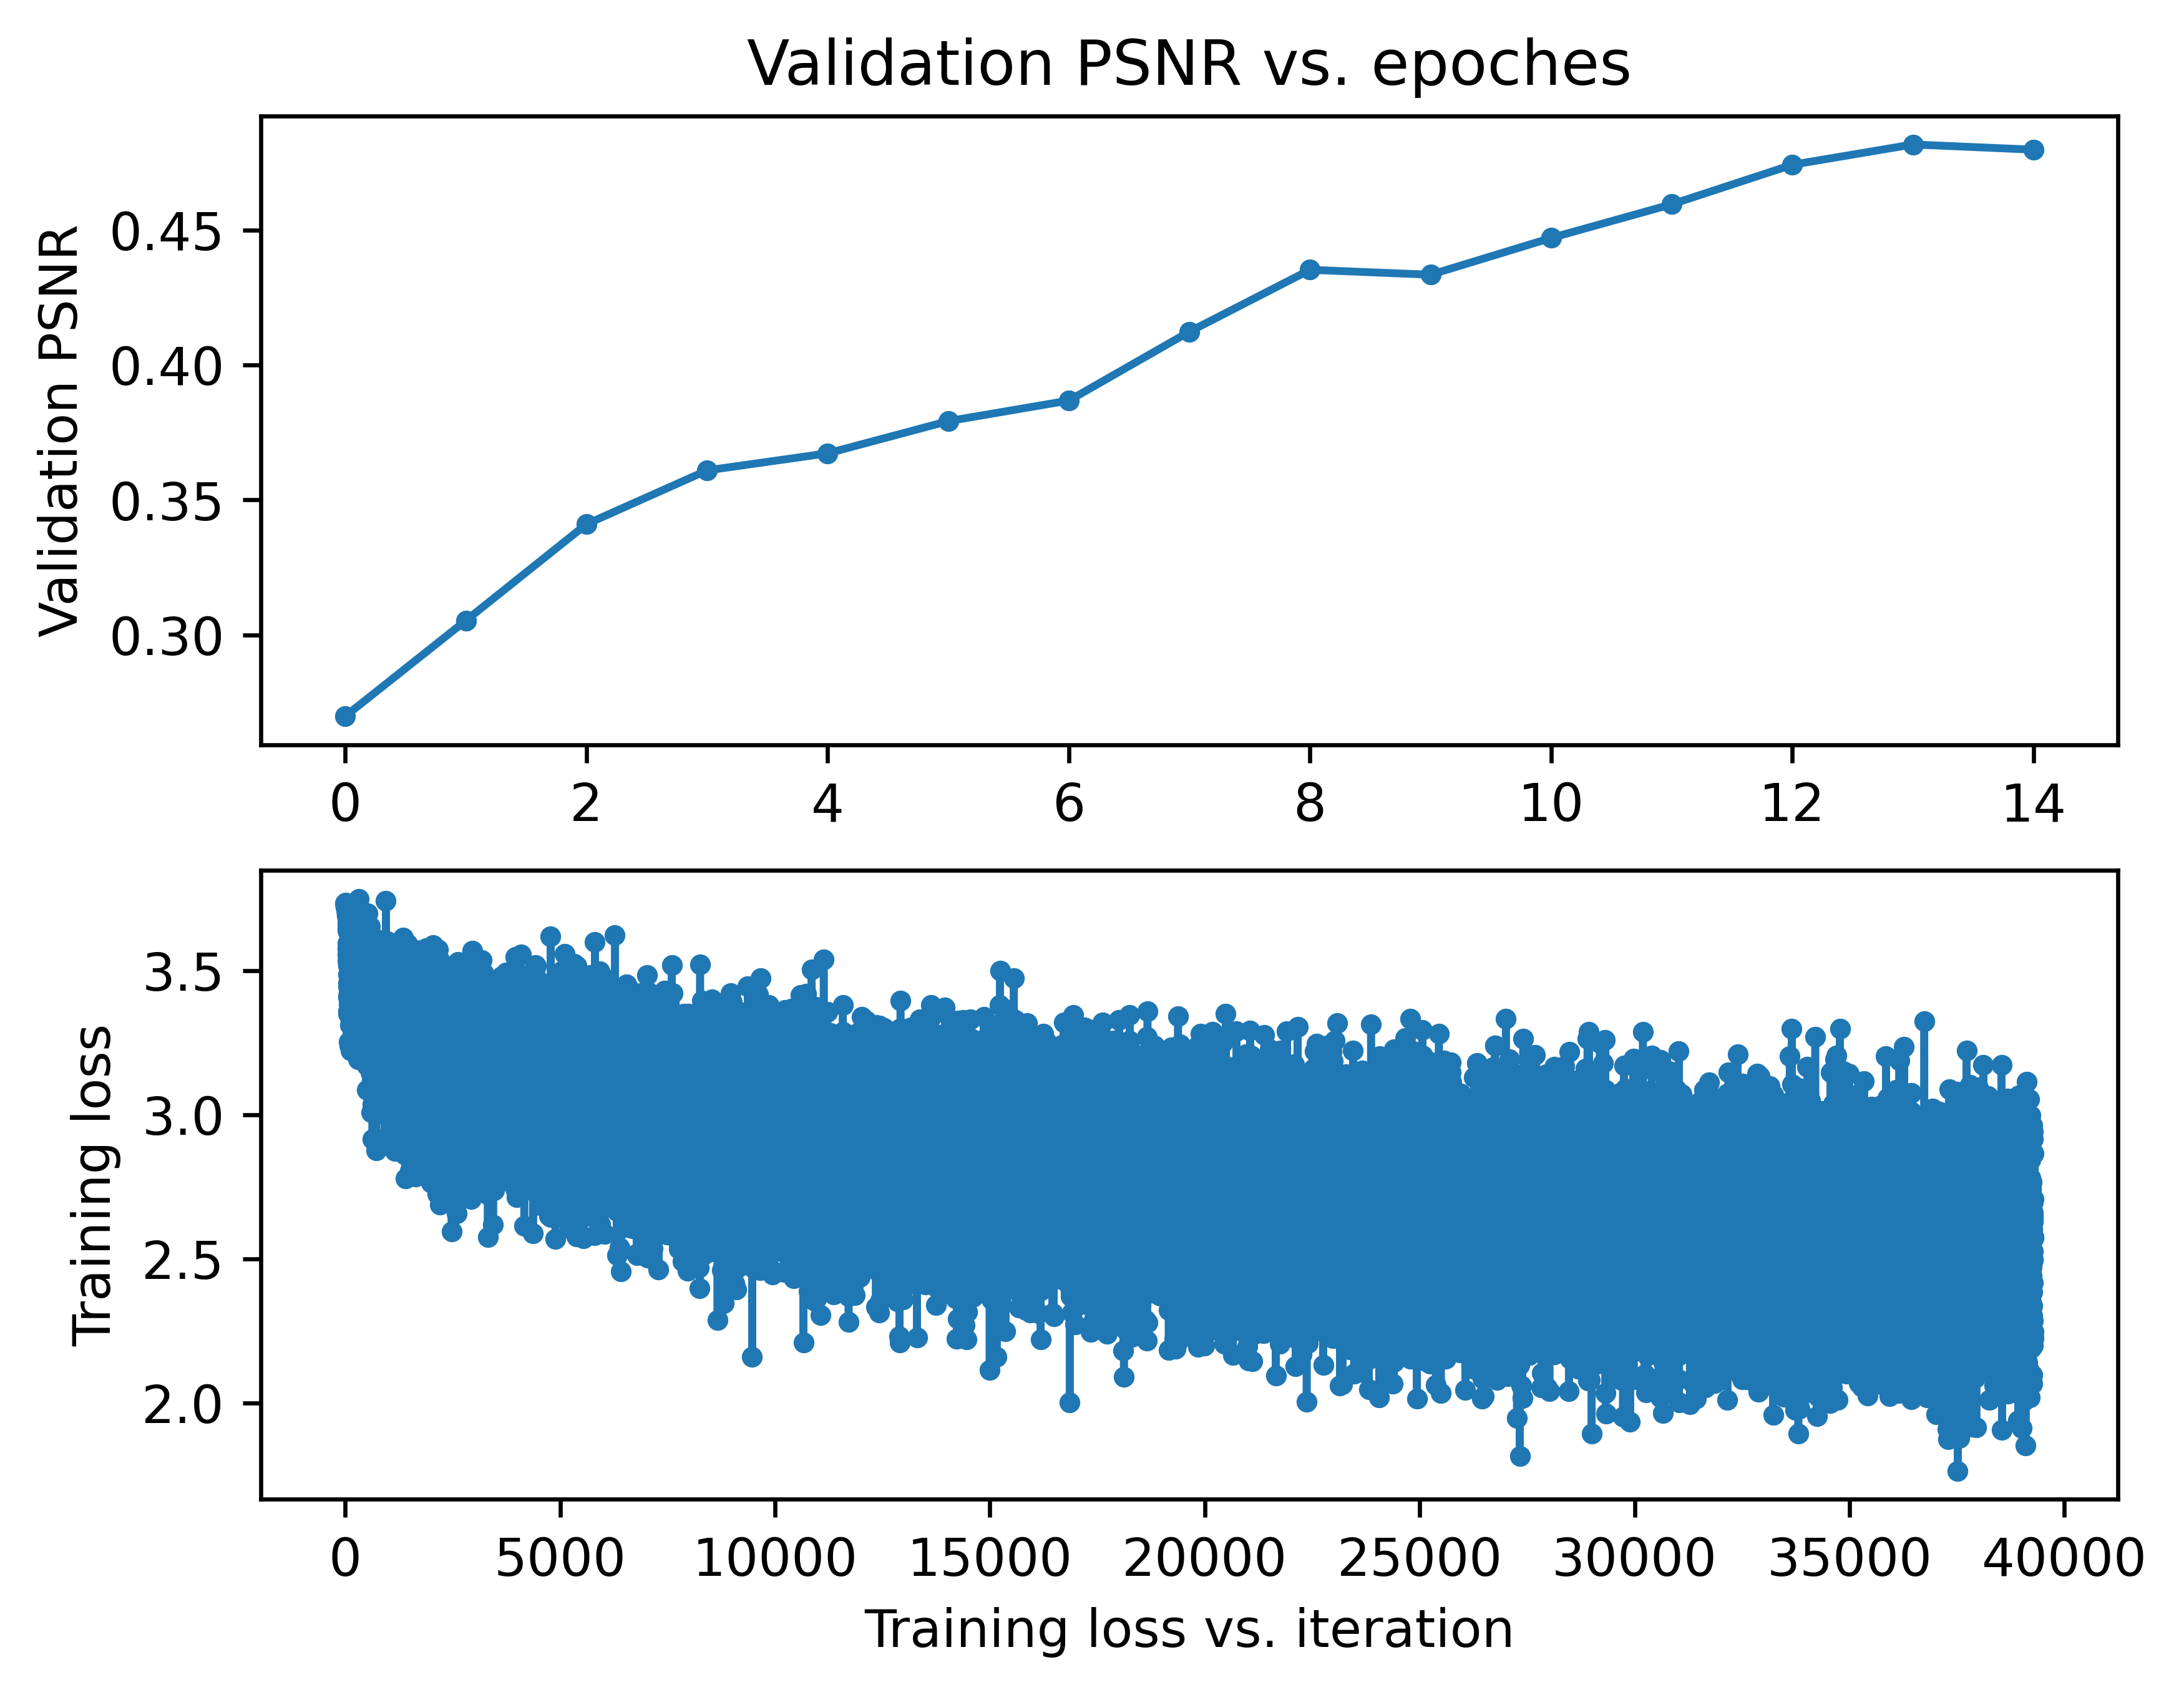 Validation PSNR vs. epoches
Validation PSNR
0.45
0.40
0.35
0.30
0 2 4 6 8 10 12 14
Training loss
3.5
3.0
2.5
2.0
0 5000 10000 15000 20000 25000 30000 35000 40000
Training loss vs. iteration